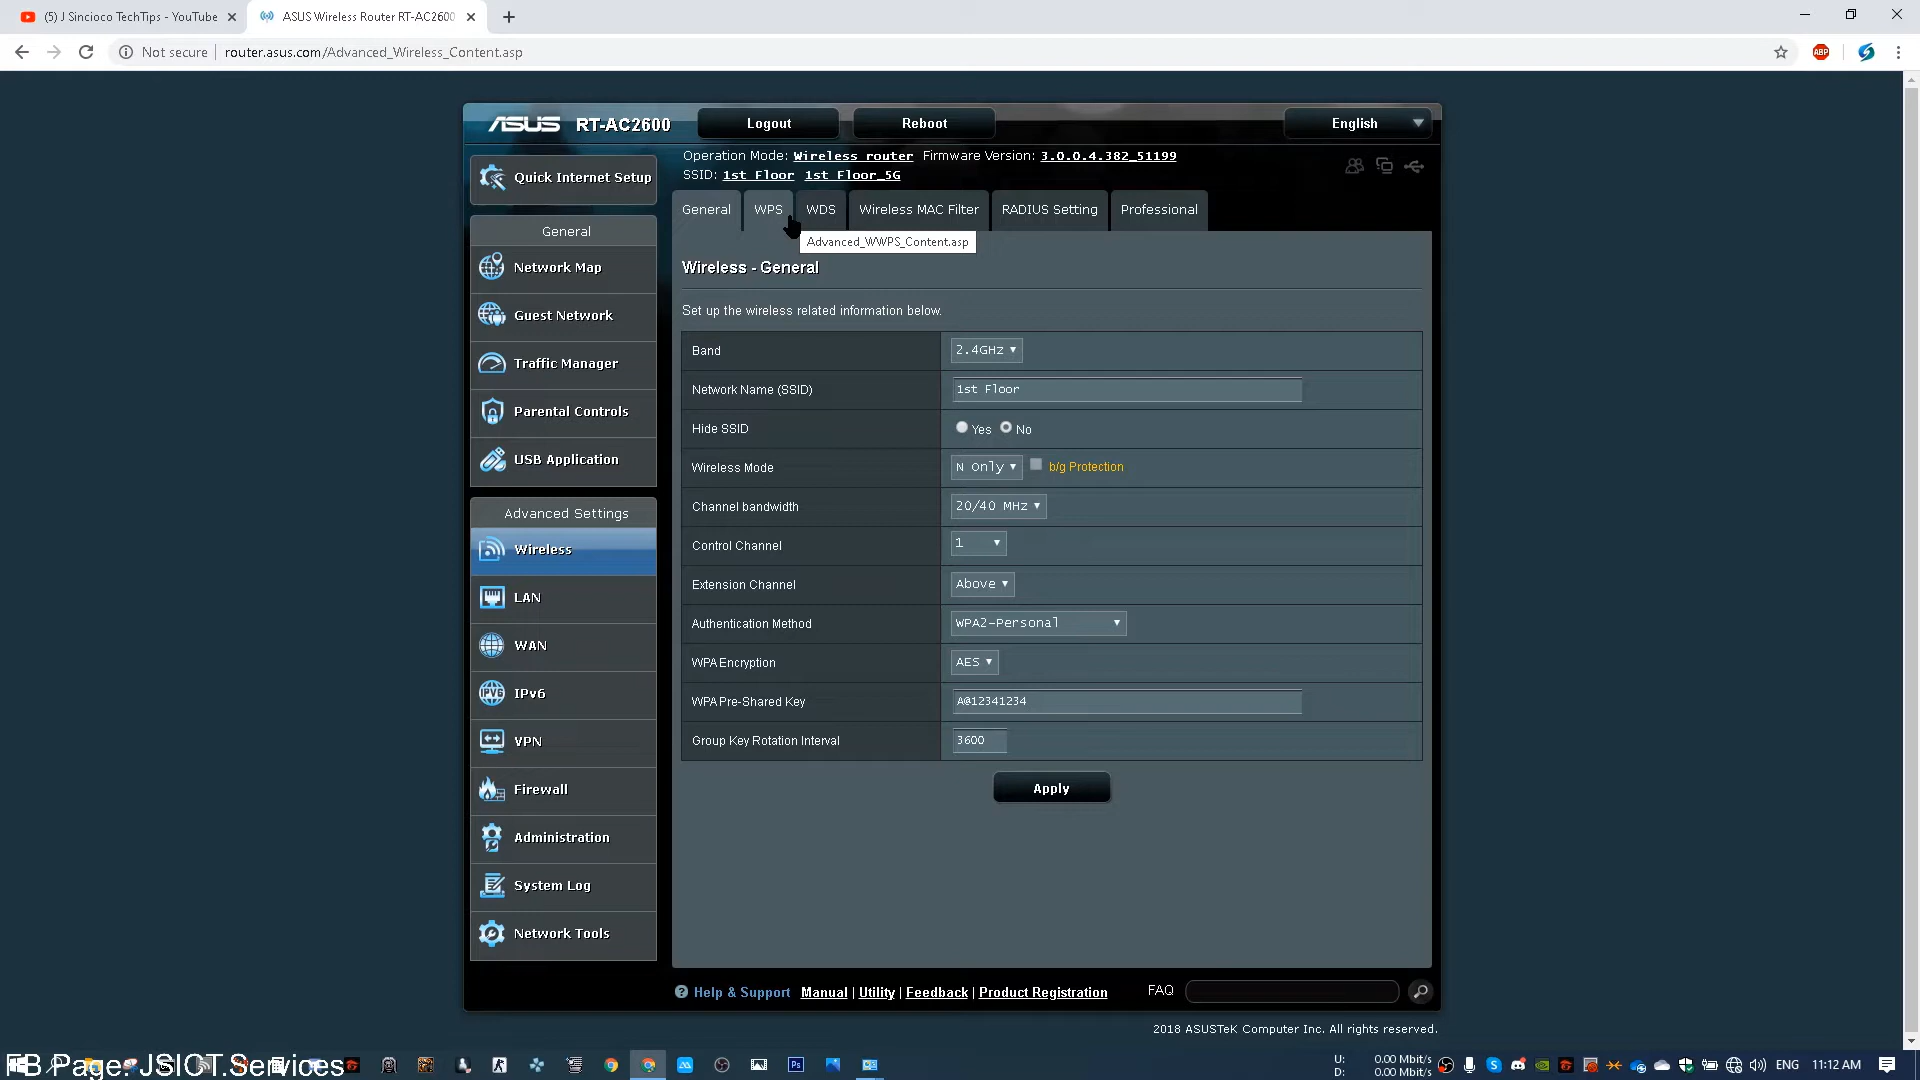 (5) J Sincioco TechTips - YouTube
ASUS Wireless Router RT-AC2600
Not secure
router.asus.com/Advanced_Wireless_Content.asp
ABP
ASUS RT-AC2600
Logout
Reboot
English
Operation Mode: Wireless router Firmware Version: 3.0.0.4.382_51199
SSID: 1st Floor 1st Floor_5G
Quick Internet Setup
General
Network Map
Guest Network
Traffic Manager
Parental Controls
USB Application
Advanced Settings
Wireless
LAN
WAN
IPv6
VPN
Firewall
Administration
System Log
Network Tools
General
WPS
WDS
Wireless MAC Filter
RADIUS Setting
Professional
Advanced_WWPS_Content.asp
Wireless - General
Set up the wireless related information below.
Band 2.4GHz
Network Name (SSID) 1st Floor
Hide SSID Yes No
Wireless Mode N Only b/g Protection
Channel bandwidth 20/40 MHz
Control Channel 1
Extension Channel Above
Authentication Method WPA2-Personal
WPA Encryption AES
WPA Pre-Shared Key A@12341234
Group Key Rotation Interval 3600
Apply
Help & Support Manual | Utility | Feedback | Product Registration
FAQ
2018 ASUSTeK Computer Inc. All rights reserved.
FB Page: JSICT.Services
U: 0.00 Mbit/s
D: 0.00 Mbit/s
ENG
11:12 AM